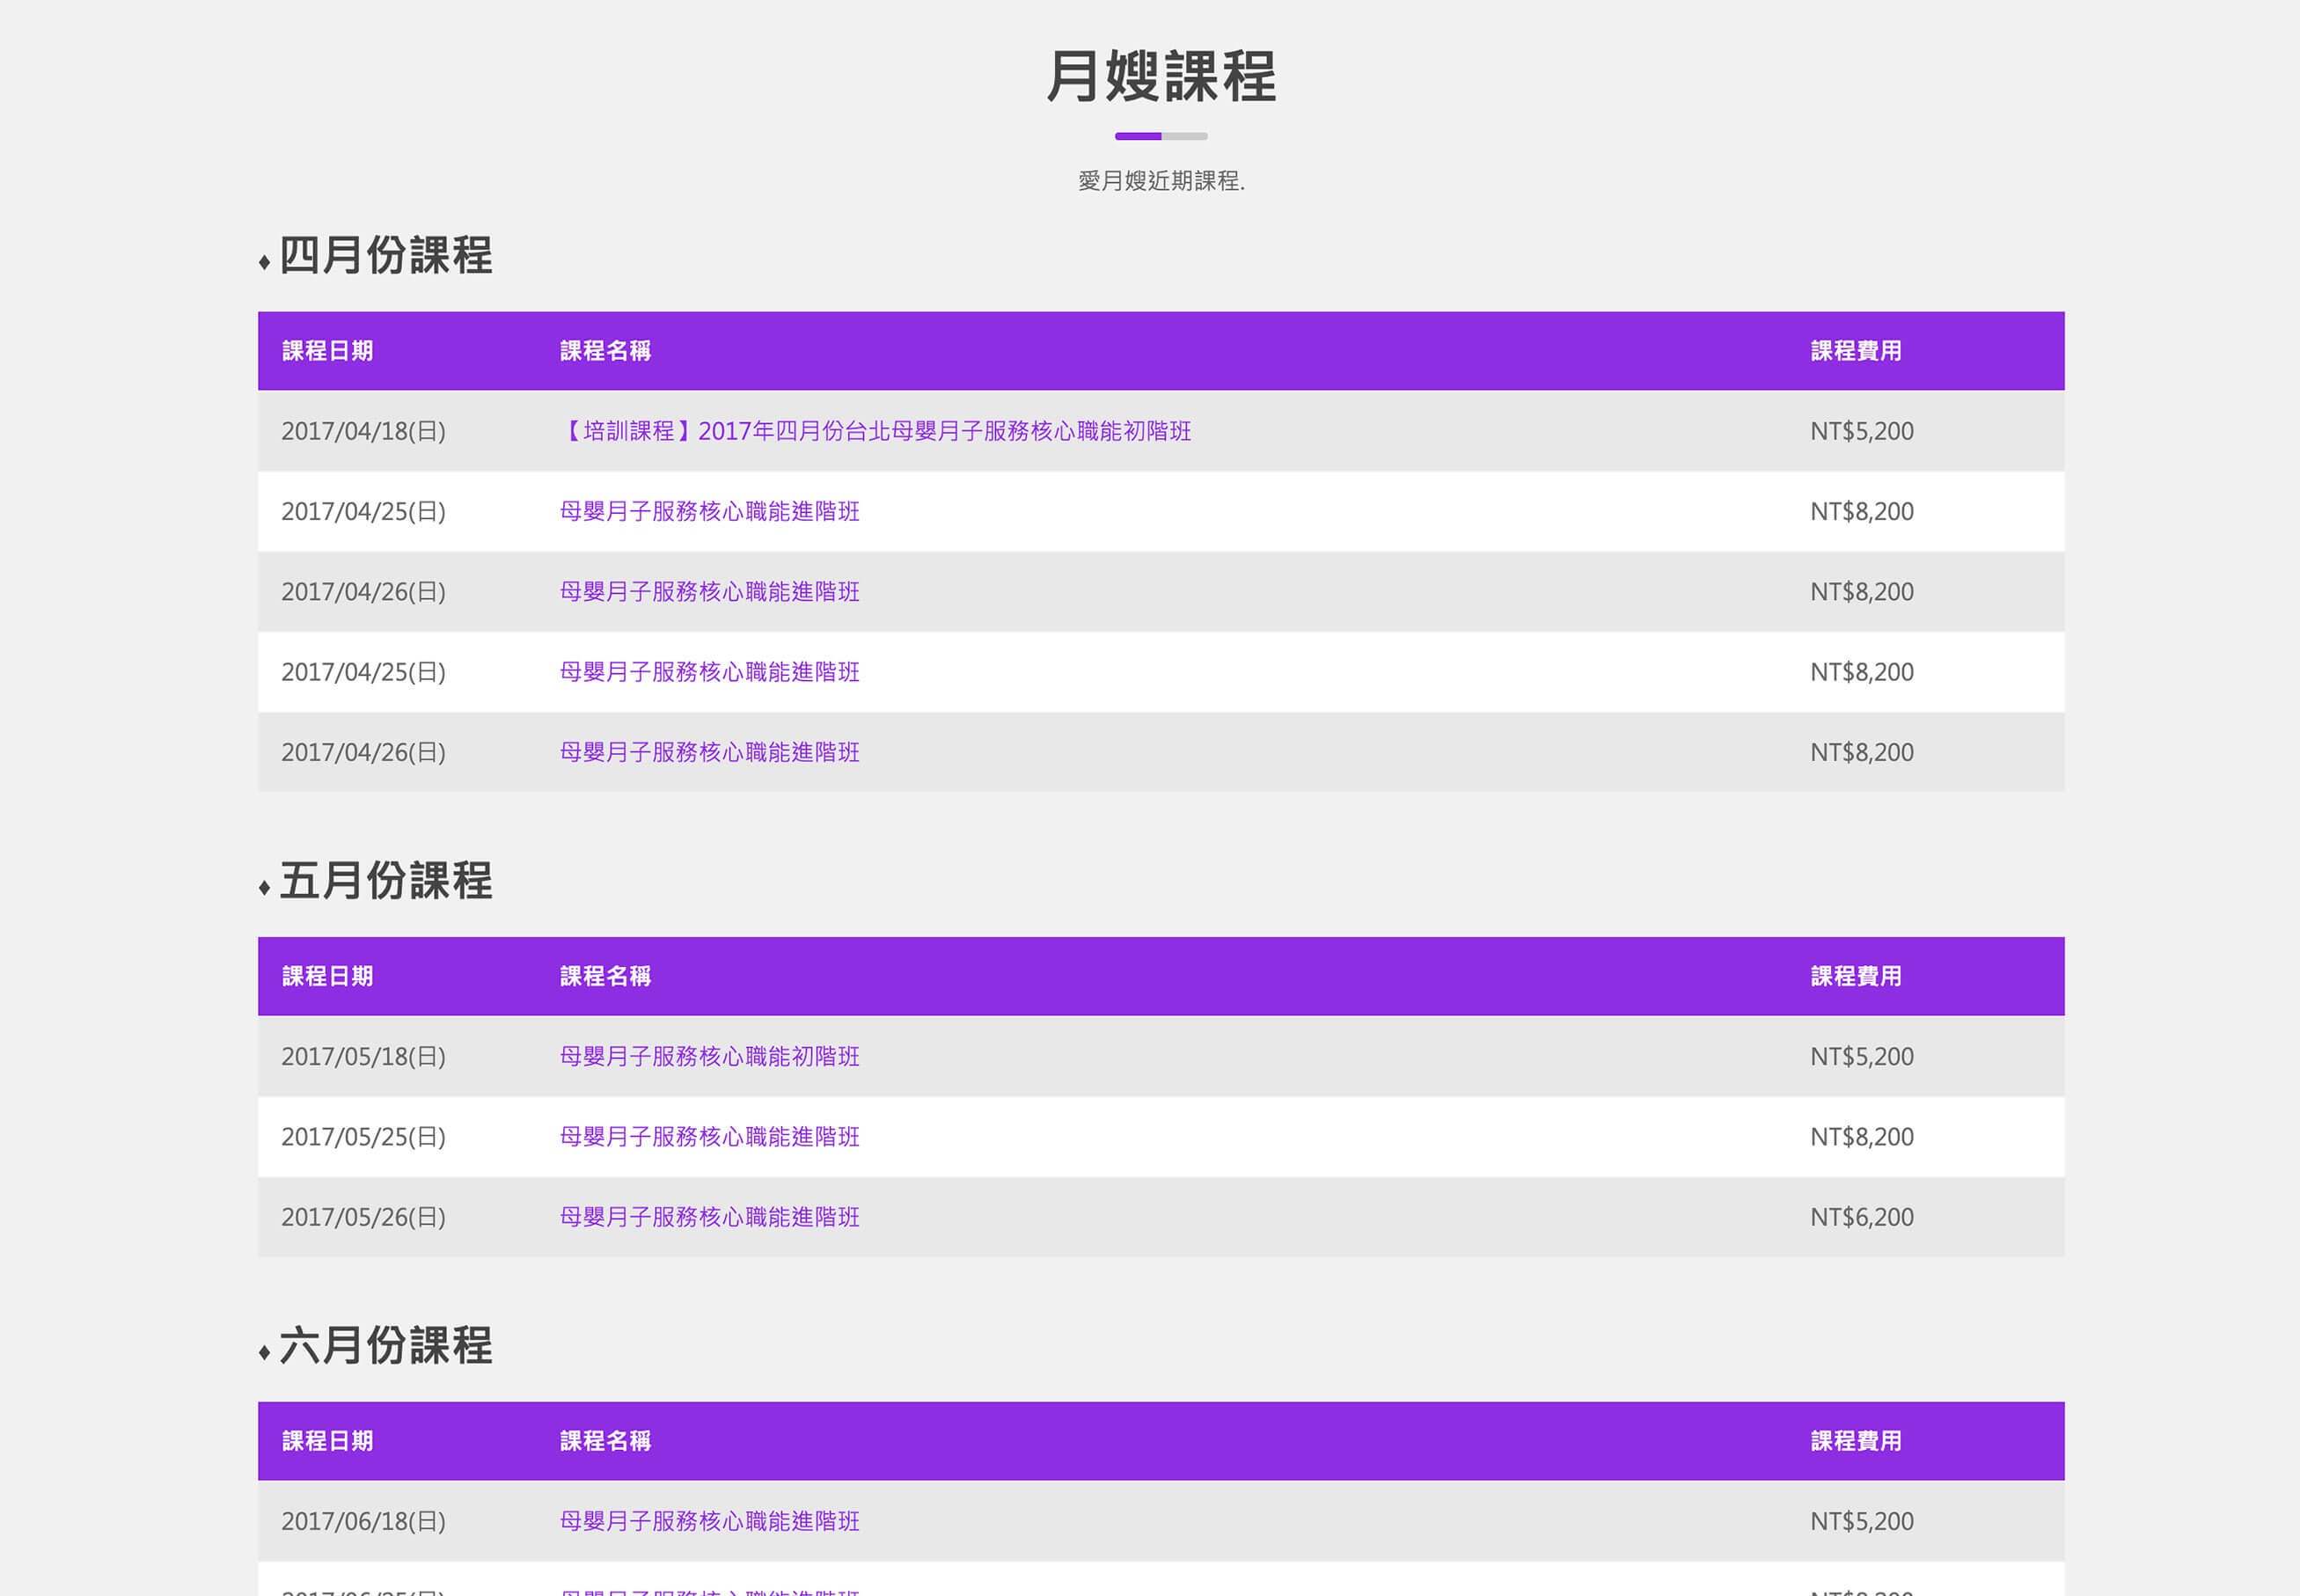 月嫂課程
愛月嫂近期課程.
♦ 四月份課程
課程日期 課程名稱 課程費用
2017/04/18(日) 【培訓課程】2017年四月份台北母嬰月子服務核心職能初階班 NT$5,200
2017/04/25(日) 母嬰月子服務核心職能進階班 NT$8,200
2017/04/26(日) 母嬰月子服務核心職能進階班 NT$8,200
2017/04/25(日) 母嬰月子服務核心職能進階班 NT$8,200
2017/04/26(日) 母嬰月子服務核心職能進階班 NT$8,200
♦ 五月份課程
課程日期 課程名稱 課程費用
2017/05/18(日) 母嬰月子服務核心職能初階班 NT$5,200
2017/05/25(日) 母嬰月子服務核心職能進階班 NT$8,200
2017/05/26(日) 母嬰月子服務核心職能進階班 NT$6,200
♦ 六月份課程
課程日期 課程名稱 課程費用
2017/06/18(日) 母嬰月子服務核心職能進階班 NT$5,200